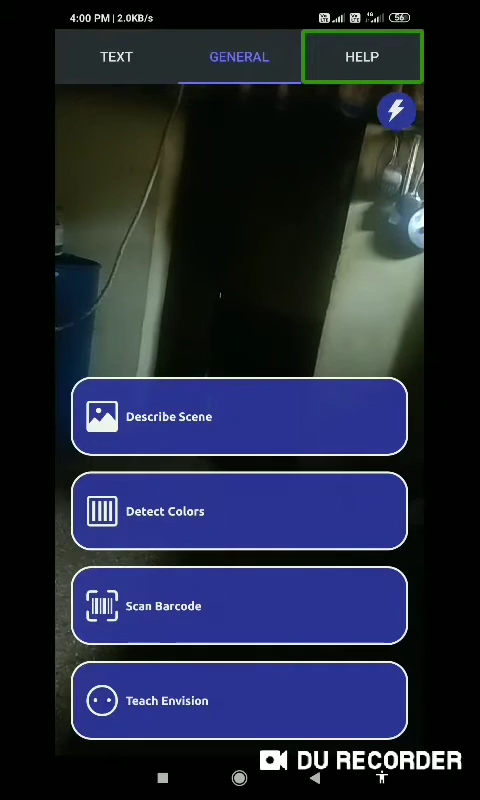 4:00 PM | 2.0KB/s
4G
56
TEXT
GENERAL
HELP
Describe Scene
Detect Colors
Scan Barcode
Teach Envision
DU RECORDER